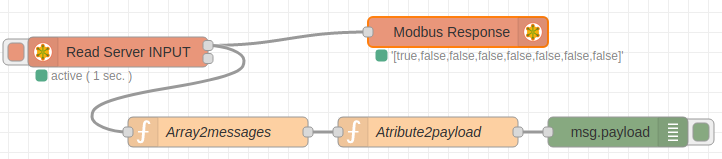 Read Server INPUT
active ( 1 sec. )
Modbus Response
'[true,false,false,false,false,false,false,false]'
Array2messages
Atribute2payload
msg.payload